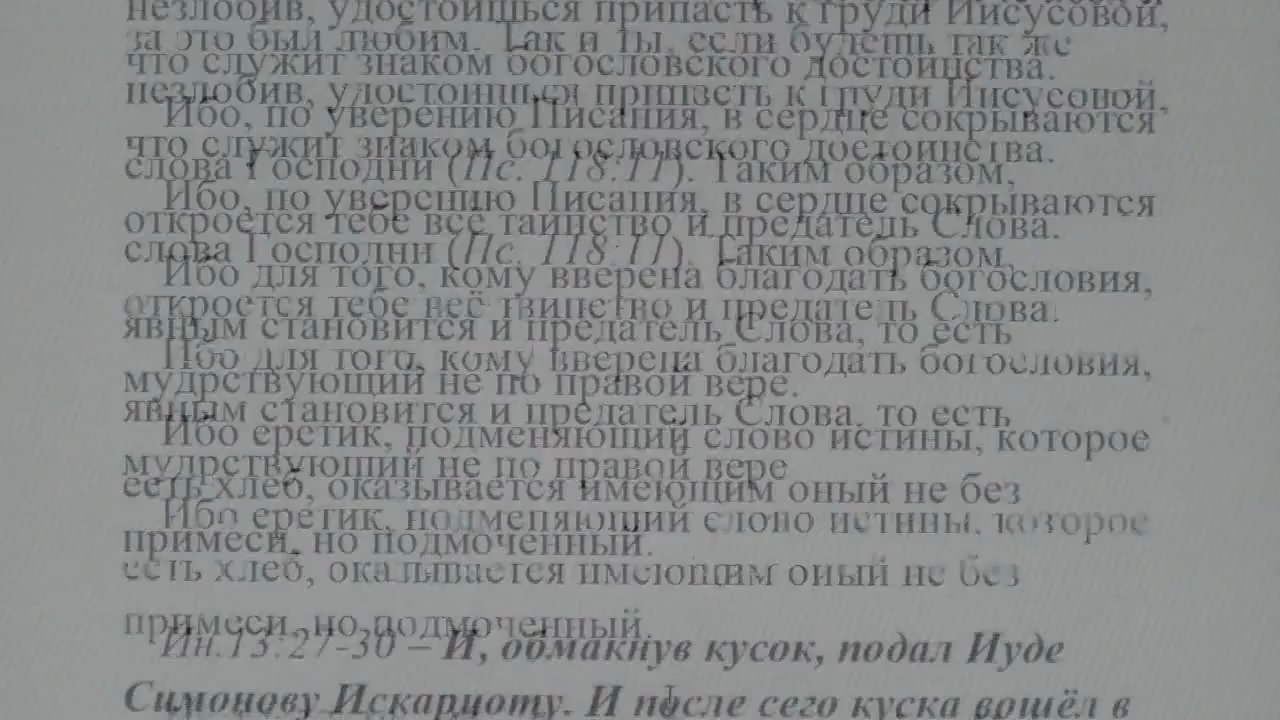 незлобив, удостоишься припасть к груди Иисусовой,
за это был любим. Так и ты, если будешь так же
что служит знаком богословского достоинства.
незлобив, удостоишься припасть к груди Иисусовой,
Ибо, по уверению Писания, в сердце сокрываются
что служит знаком богословского достоинства.
слова Господни (Пс. 118:11). Таким образом,
Ибо, по уверению Писания, в сердце сокрываются
откроется тебе всё таинство и предатель Слова.
слова Господни (Пс. 118:11). Таким образом,
Ибо для того, кому вверена благодать богословия,
откроется тебе всё таинство и предатель Слова.
явным становится и предатель Слова, то есть
Ибо для того, кому вверена благодать богословия,
мудрствующий не по правой вере.
явным становится и предатель Слова, то есть
Ибо еретик, подменяющий слово истины, которое
мудрствующий не по правой вере
есть хлеб, оказывается имеющим оный не без
Ибо еретик, подменяющий слово истины, которое
примеси, но подмоченный.
есть хлеб, оказывается имеющим оный не без
примеси, но подмоченный.
Ин.13:27-30 – И, обмакнув кусок, подал Иуде
Симонову Искариоту. И после сего куска вошёл в